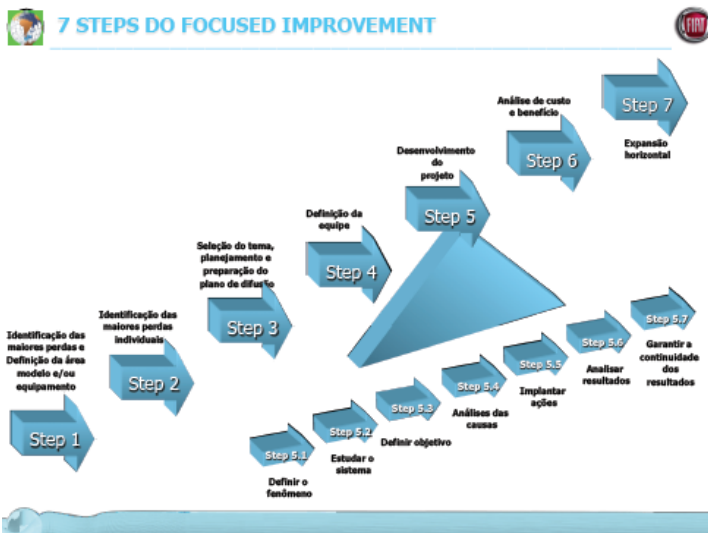 7 STEPS DO FOCUSED IMPROVEMENT
FIAT
Step 7
Análise de custo
e benefício
Expansão
horizontal
Step 6
Desenvolvimento
do
projeto
Step 5
Definição da
equipe
Step 4
Seleção do tema,
planejamento e
preparação do
plano de difusão
Step 3
Identificação das
maiores perdas
individuais
Step 2
Identificação das
maiores perdas e
Definição da área
modelo e/ou
equipamento
Step 1
Step 5.1
Definir o
fenômeno
Step 5.2
Estudar o
sistema
Step 5.3
Definir objetivo
Step 5.4
Análises das
causas
Step 5.5
Implantar
ações
Step 5.6
Analisar
resultados
Step 5.7
Garantir a
continuidade
dos
resultados